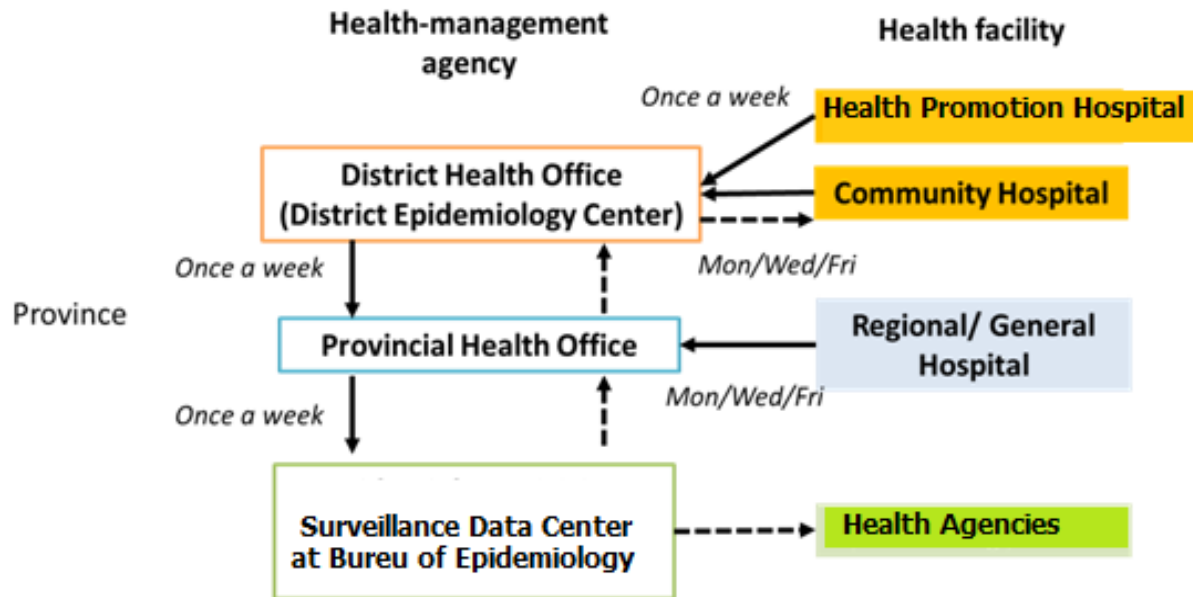 Health-management
agency
Health facility
Once a week
Health Promotion Hospital
District Health Office
(District Epidemiology Center)
Community Hospital
Once a week
Mon/Wed/Fri
Province
Provincial Health Office
Regional/ General
Hospital
Once a week
Mon/Wed/Fri
Surveillance Data Center
at Bureu of Epidemiology
Health Agencies